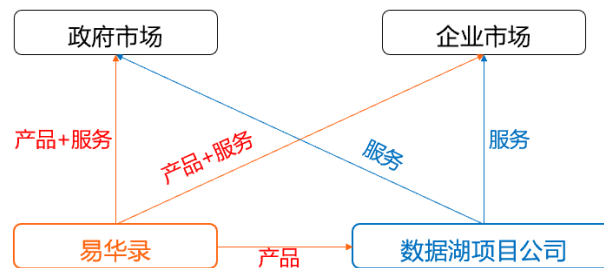 政府市场
企业市场
产品+服务
产品+服务
服务
服务
易华录
产品
数据湖项目公司